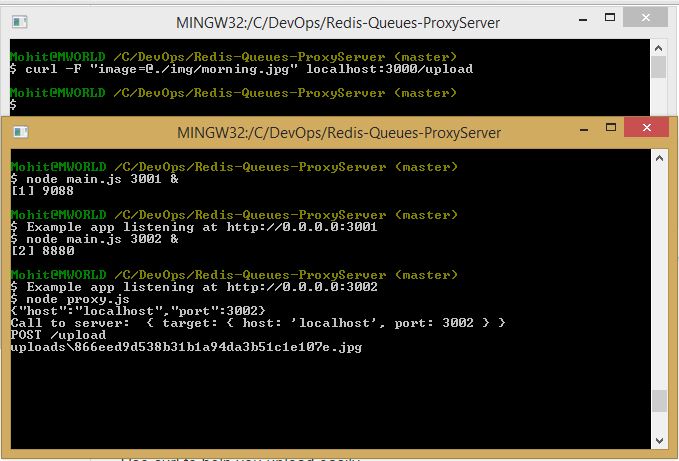 MINGW32:/C/DevOps/Redis-Queues-ProxyServer
Mohit@MWORLD /C/DevOps/Redis-Queues-ProxyServer (master)
$ curl -F "image=@./img/morning.jpg" localhost:3000/upload
Mohit@MWORLD /C/DevOps/Redis-Queues-ProxyServer (master)
$
MINGW32:/C/DevOps/Redis-Queues-ProxyServer
Mohit@MWORLD /C/DevOps/Redis-Queues-ProxyServer (master)
$ node main.js 3001 &
[1] 9088
Mohit@MWORLD /C/DevOps/Redis-Queues-ProxyServer (master)
$ Example app listening at http://0.0.0.0:3001
$ node main.js 3002 &
[2] 8880
Mohit@MWORLD /C/DevOps/Redis-Queues-ProxyServer (master)
$ Example app listening at http://0.0.0.0:3002
$ node proxy.js
{"host":"localhost","port":3002}
Call to server:  { target: { host: 'localhost', port: 3002 } }
POST /upload
uploads\866eed9d538b31b1a94da3b51c1e107e.jpg